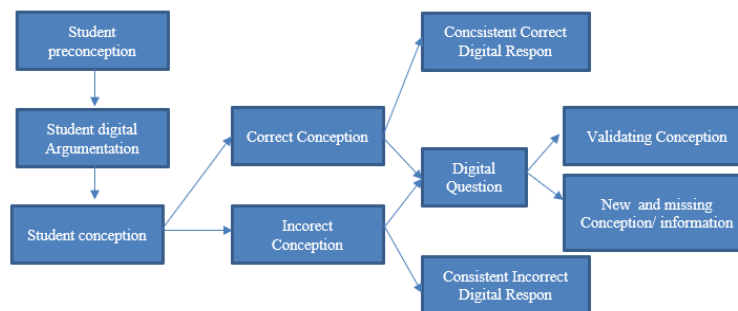 Student
preconception
Student digital
Argumentation
Student conception
Correct Conception
Incorect
Conception
Concsistent Correct
Digital Respon
Digital
Question
Consistent Incorrect
Digital Respon
Validating Conception
New and missing
Conception/ information